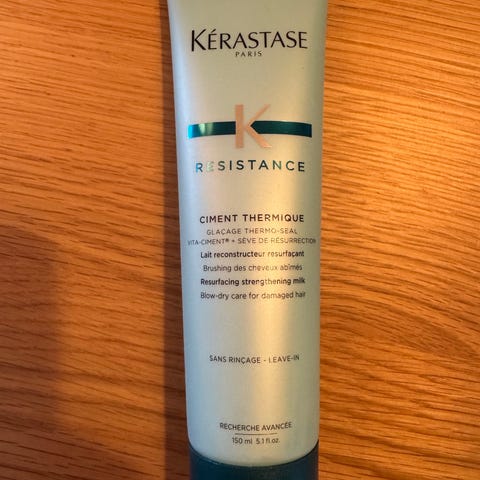 KÉRASTASE
PARIS
K
RESISTANCE
CIMENT THERMIQUE
GLAÇAGE THERMO-SEAL
VITA-CIMENT® + SÈVE DE RÉSURRECTION
Lait reconstructeur resurfaçant
Brushing des cheveux abîmés
Resurfacing strengthening milk
Blow-dry care for damaged hair
SANS RINÇAGE - LEAVE-IN
RECHERCHE AVANCÉE
150 ml 5.1 fl.oz.